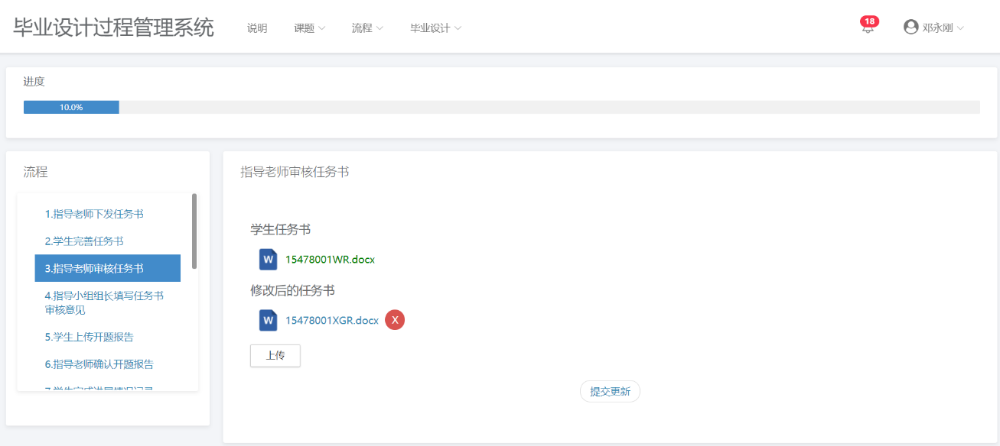 毕业设计过程管理系统
说明
课题
流程
毕业设计
18
邓永刚
进度
10.0%
流程
1.指导老师下发任务书
2.学生完善任务书
3.指导老师审核任务书
4.指导小组组长填写任务书
审核意见
5.学生上传开题报告
6.指导老师确认开题报告
指导老师审核任务书
学生任务书
W 15478001WR.docx
修改后的任务书
W 15478001XGR.docx X
上传
提交更新